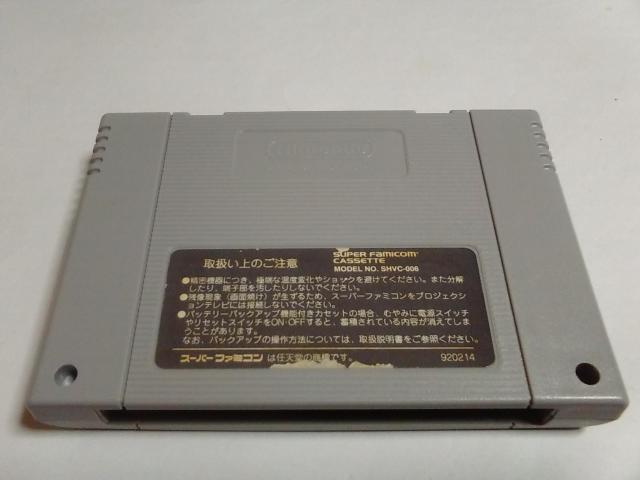 Nintendo
取扱い上のご注意
SUPER FAMICOM
CASSETTE
MODEL NO. SHVC-006
●精密機器につき、極端な温度変化やショックを避けてください。また分解
したり、端子部を汚したりしないでください。
●残像現象（画面焼け）が生ずるため、スーパーファミコンをプロジェクシ
ョンテレビには接続しないでください。
●バッテリーバックアップ機能付きカセットの場合、むやみに電源スイッチ
やリセットスイッチをON・OFFすると、蓄積されている内容が消えてしま
うことがあります。
なお、バックアップの操作方法については、取扱説明書をご参照ください。
スーパーファミコンは任天堂の商標です。
920214